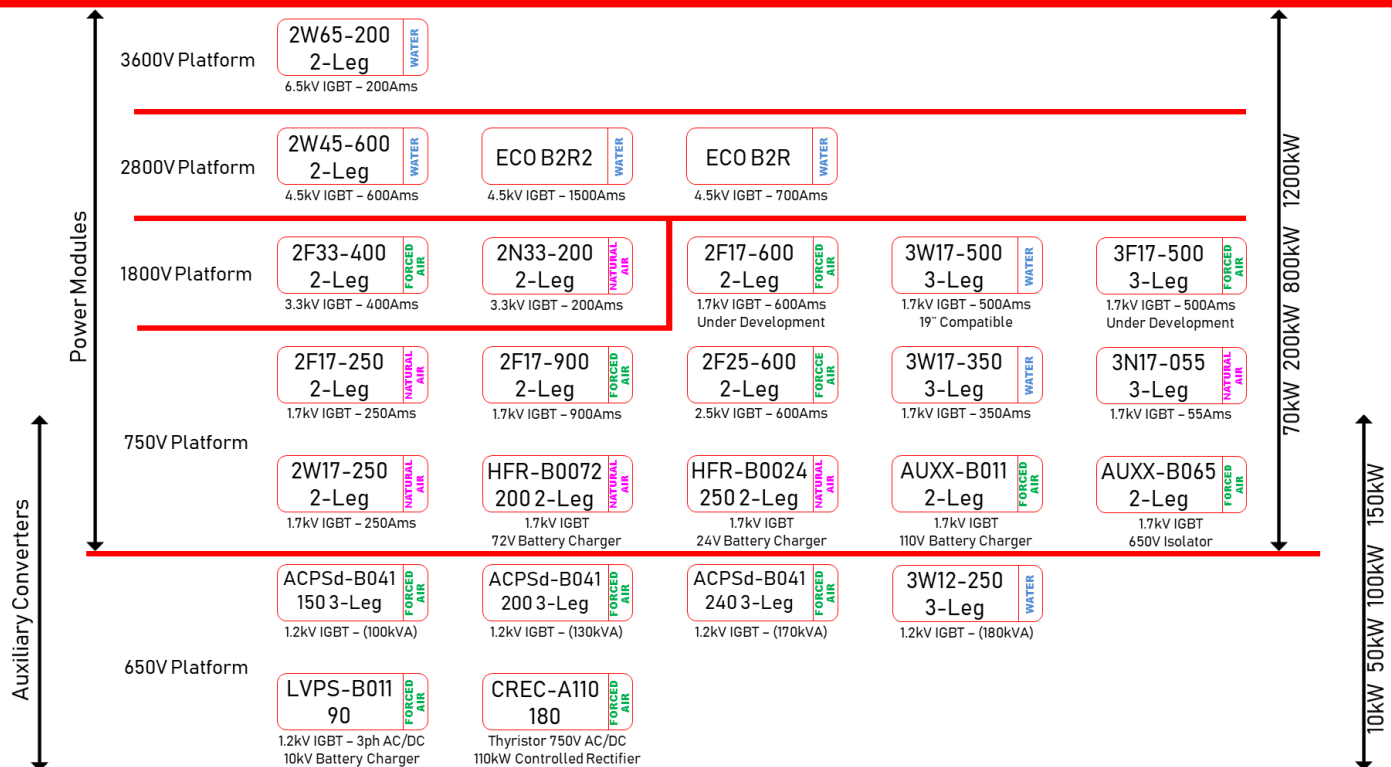 3600V Platform
2W65-200
2-Leg
WATER
6.5kV IGBT – 200Ams
2800V Platform
2W45-600
2-Leg
WATER
4.5kV IGBT – 600Ams
ECO B2R2
WATER
4.5kV IGBT – 1500Ams
ECO B2R
WATER
4.5kV IGBT – 700Ams
1800V Platform
2F33-400
2-Leg
FORCED
AIR
3.3kV IGBT – 400Ams
2N33-200
2-Leg
NATURAL
AIR
3.3kV IGBT – 200Ams
2F17-600
2-Leg
FORCED
AIR
1.7kV IGBT – 600Ams
Under Development
3W17-500
3-Leg
WATER
1.7kV IGBT – 500Ams
19″ Compatible
3F17-500
3-Leg
FORCED
AIR
1.7kV IGBT – 500Ams
Under Development
750V Platform
2F17-250
2-Leg
NATURAL
AIR
1.7kV IGBT – 250Ams
2F17-900
2-Leg
FORCED
AIR
1.7kV IGBT – 900Ams
2F25-600
2-Leg
FORCCE
AIR
2.5kV IGBT – 600Ams
3W17-350
3-Leg
WATER
1.7kV IGBT – 350Ams
3N17-055
3-Leg
NATURAL
AIR
1.7kV IGBT – 55Ams
2W17-250
2-Leg
NATURAL
AIR
1.7kV IGBT – 250Ams
HFR-B0072
200 2-Leg
NATURAL
AIR
1.7kV IGBT
72V Battery Charger
HFR-B0024
250 2-Leg
NATURAL
AIR
1.7kV IGBT
24V Battery Charger
AUXX-B011
2-Leg
FORCED
AIR
1.7kV IGBT
110V Battery Charger
AUXX-B065
2-Leg
FORCED
AIR
1.7kV IGBT
650V Isolator
650V Platform
ACPSd-B041
150 3-Leg
FORCED
AIR
1.2kV IGBT – (100kVA)
ACPSd-B041
200 3-Leg
FORCED
AIR
1.2kV IGBT – (130kVA)
ACPSd-B041
240 3-Leg
FORCED
AIR
1.2kV IGBT – (170kVA)
3W12-250
3-Leg
WATER
1.2kV IGBT – (180kVA)
LVPS-B011
90
FORCED
AIR
1.2kV IGBT – 3ph AC/DC
10kV Battery Charger
CREC-A110
180
FORCED
AIR
Thyristor 750V AC/DC
110kW Controlled Rectifier
Power Modules
Auxiliary Converters
70kW 200kW 800kW 1200kW
10kW 50kW 100kW 150kW